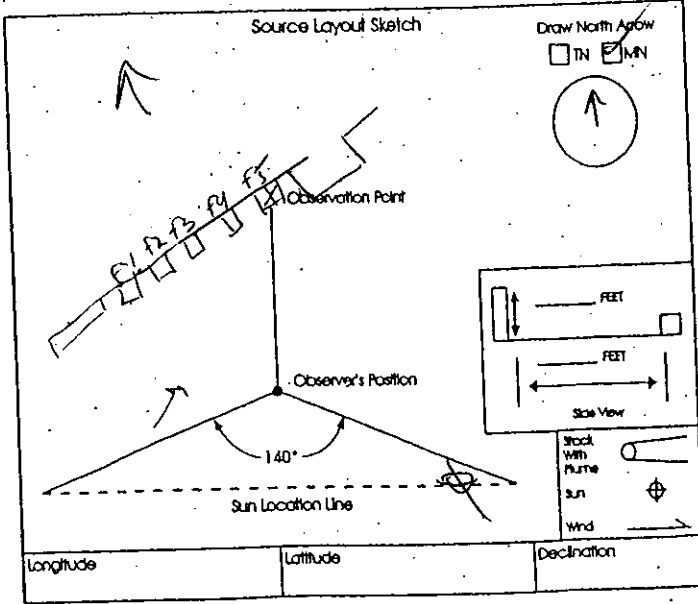 Source Layout Sketch
Draw North Arrow
TN MN
F1 F2 F3 F4 F5
Observation Point
FEET
FEET
Side View
Observer's Position
140°
Sun Location Line
Stack
With
Plume
Sun
Wind
Longitude Latitude Declination